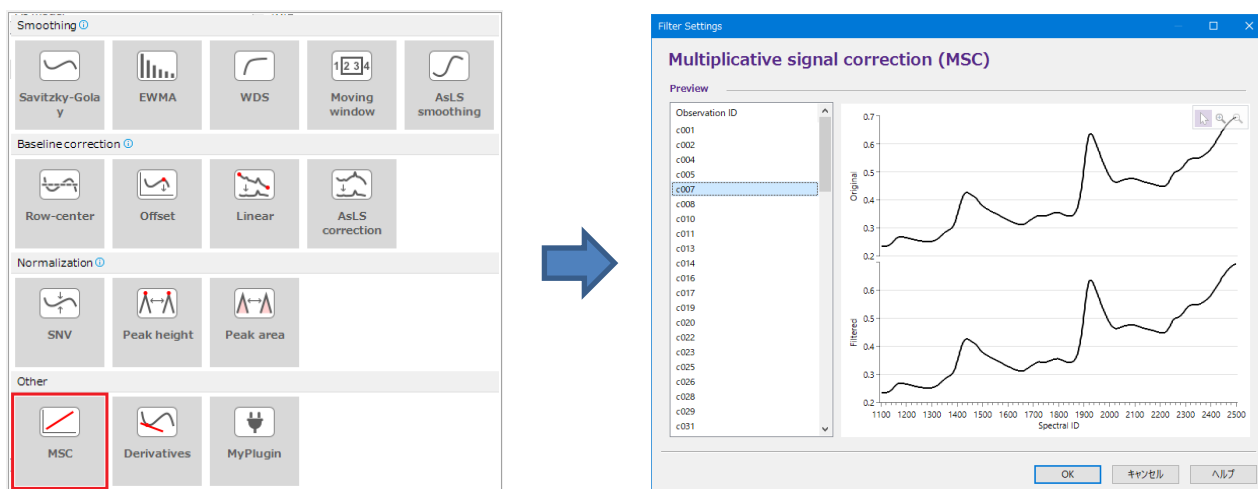 Smoothing
Savitzky-Gola
y
EWMA
WDS
1 2 3 4
Moving
window
AsLS
smoothing
Baseline correction
Row-center
Offset
Linear
AsLS
correction
Normalization
SNV
Peak height
Peak area
Other
MSC
Derivatives
MyPlugin
Filter Settings
Multiplicative signal correction (MSC)
Preview
Observation ID
c001
c002
c004
c005
c007
c008
c010
c011
c013
c014
c016
c017
c019
c020
c022
c023
c025
c026
c028
c029
c031
Original
0.7
0.6
0.5
0.4
0.3
0.2
Filtered
0.6
0.5
0.4
0.3
0.2
1100 1200 1300 1400 1500 1600 1700 1800 1900 2000 2100 2200 2300 2400 2500
Spectral ID
OK キャンセル ヘルプ